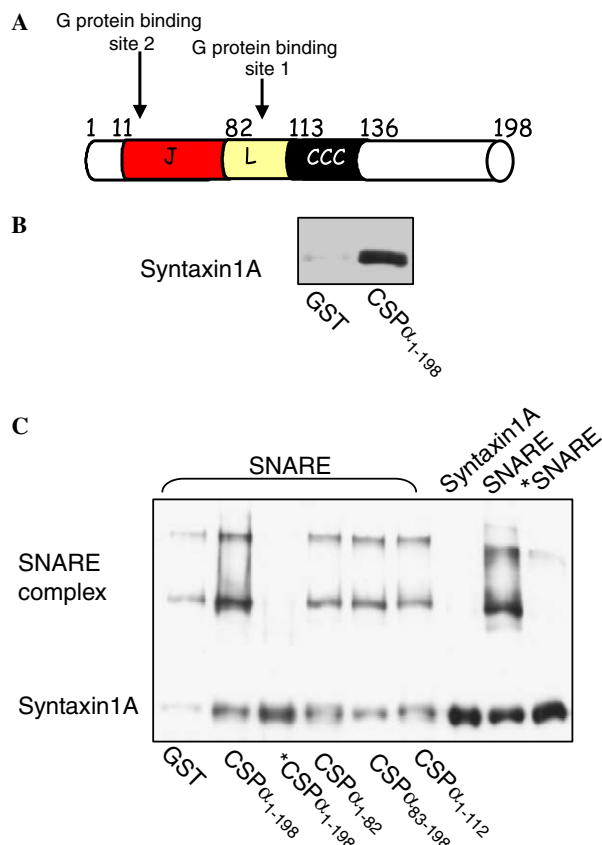 A
G protein binding
site 2
G protein binding
site 1
1 11 82 113 136 198
J L CCC
B
Syntaxin1A
GST CSPα1-198
C
SNARE
Syntaxin1A
SNARE
*SNARE
SNARE
complex
Syntaxin1A
GST
CSPα1-198
*CSPα1-198
CSPα1-82
CSPα83-198
CSPα1-112